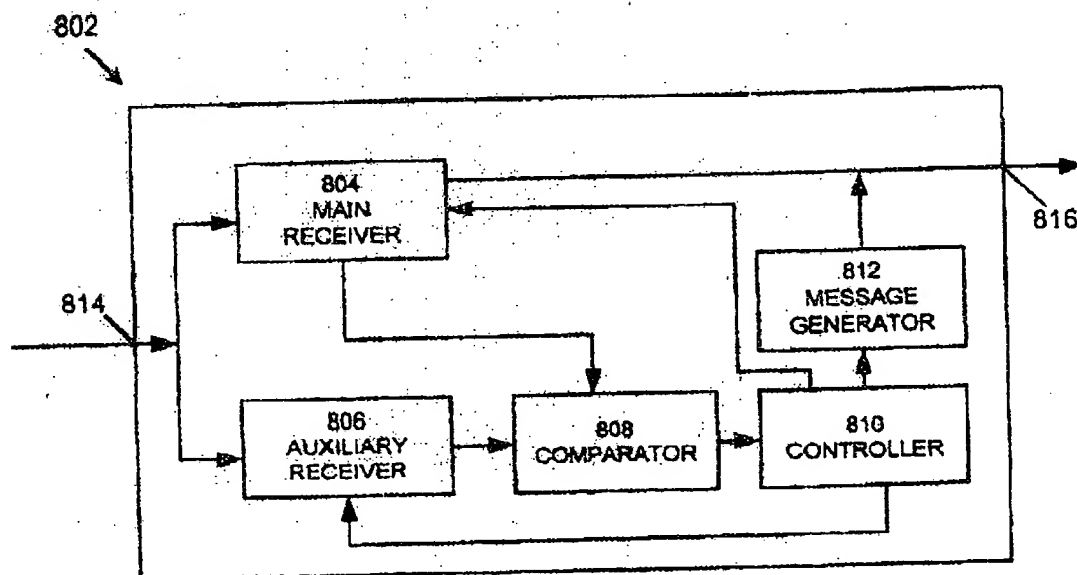 802
804
MAIN
RECEIVER
816
812
MESSAGE
GENERATOR
814
806
AUXILIARY
RECEIVER
808
COMPARATOR
810
CONTROLLER